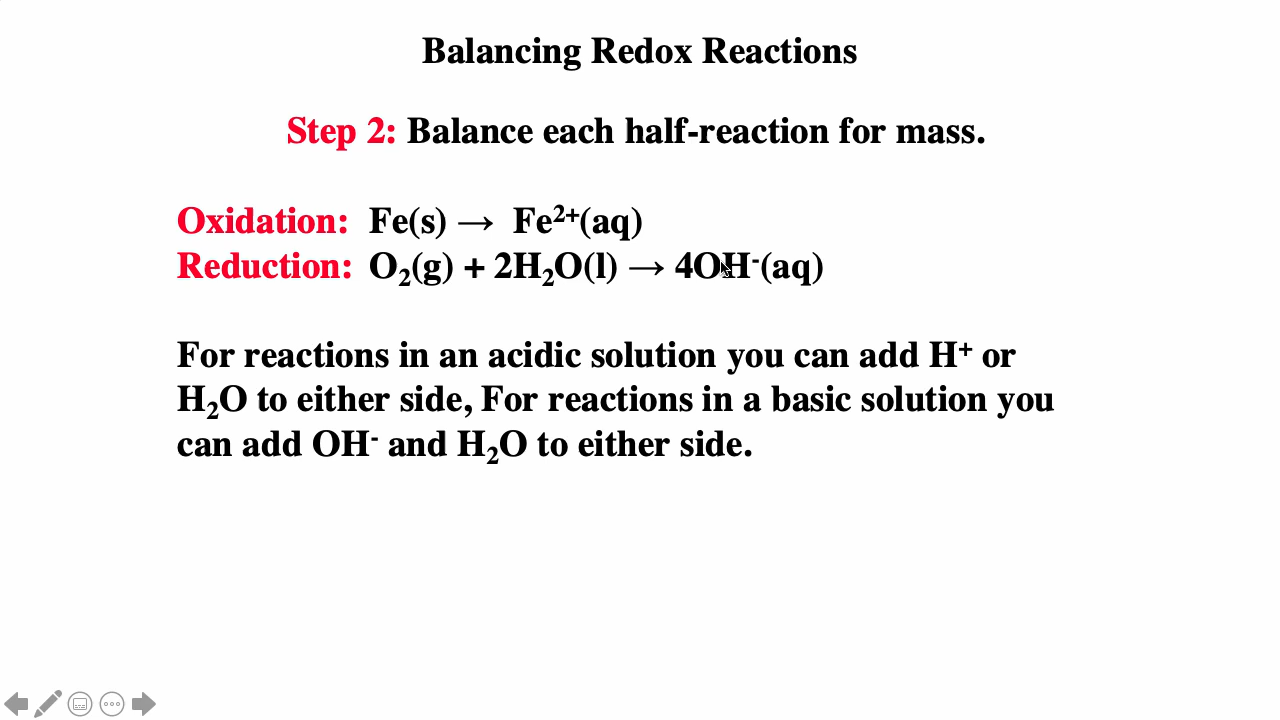 Balancing Redox Reactions
Step 2: Balance each half-reaction for mass.
Oxidation: Fe(s) → Fe²⁺(aq)
Reduction: O₂(g) + 2H₂O(l) → 4OH⁻(aq)
For reactions in an acidic solution you can add H⁺ or
H₂O to either side, For reactions in a basic solution you
can add OH⁻ and H₂O to either side.